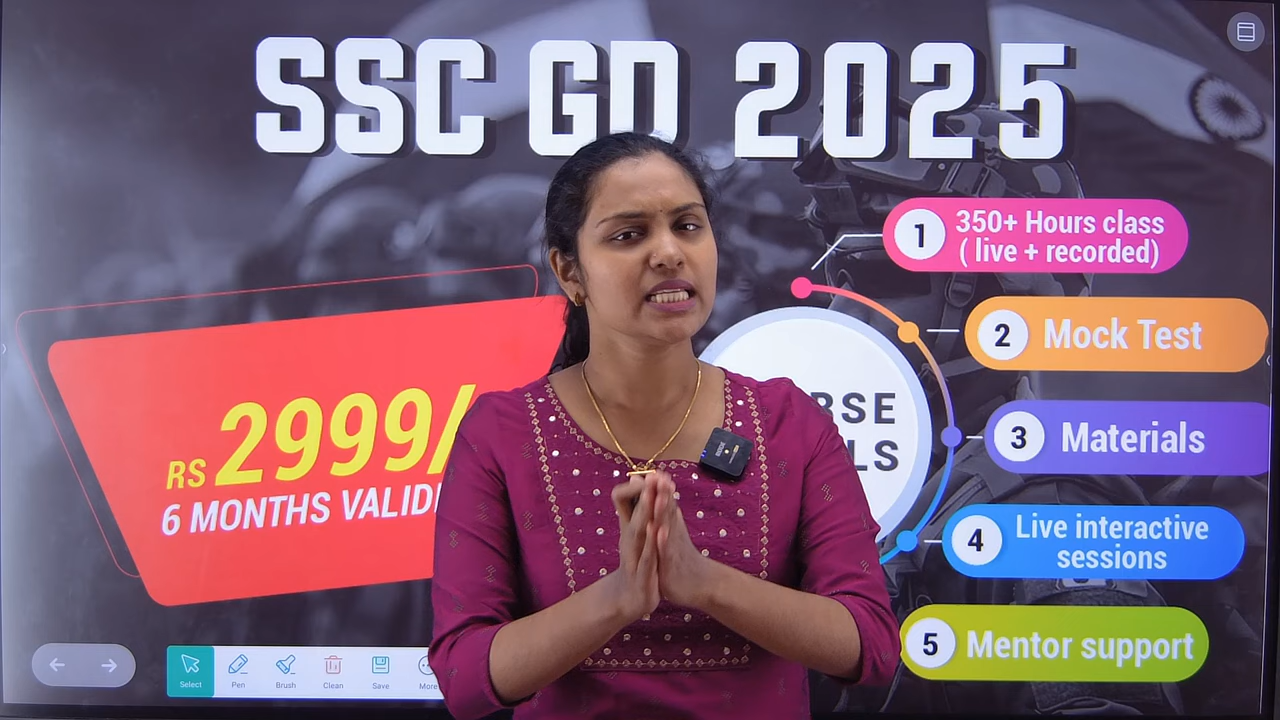 SSC GD 2025
RS 2999/
6 MONTHS
1
350+ Hours class
( live + recorded)
2
Mock Test
3
Materials
4
Live interactive
sessions
5
Mentor support
Select
Pen
Brush
Clean
Save
More